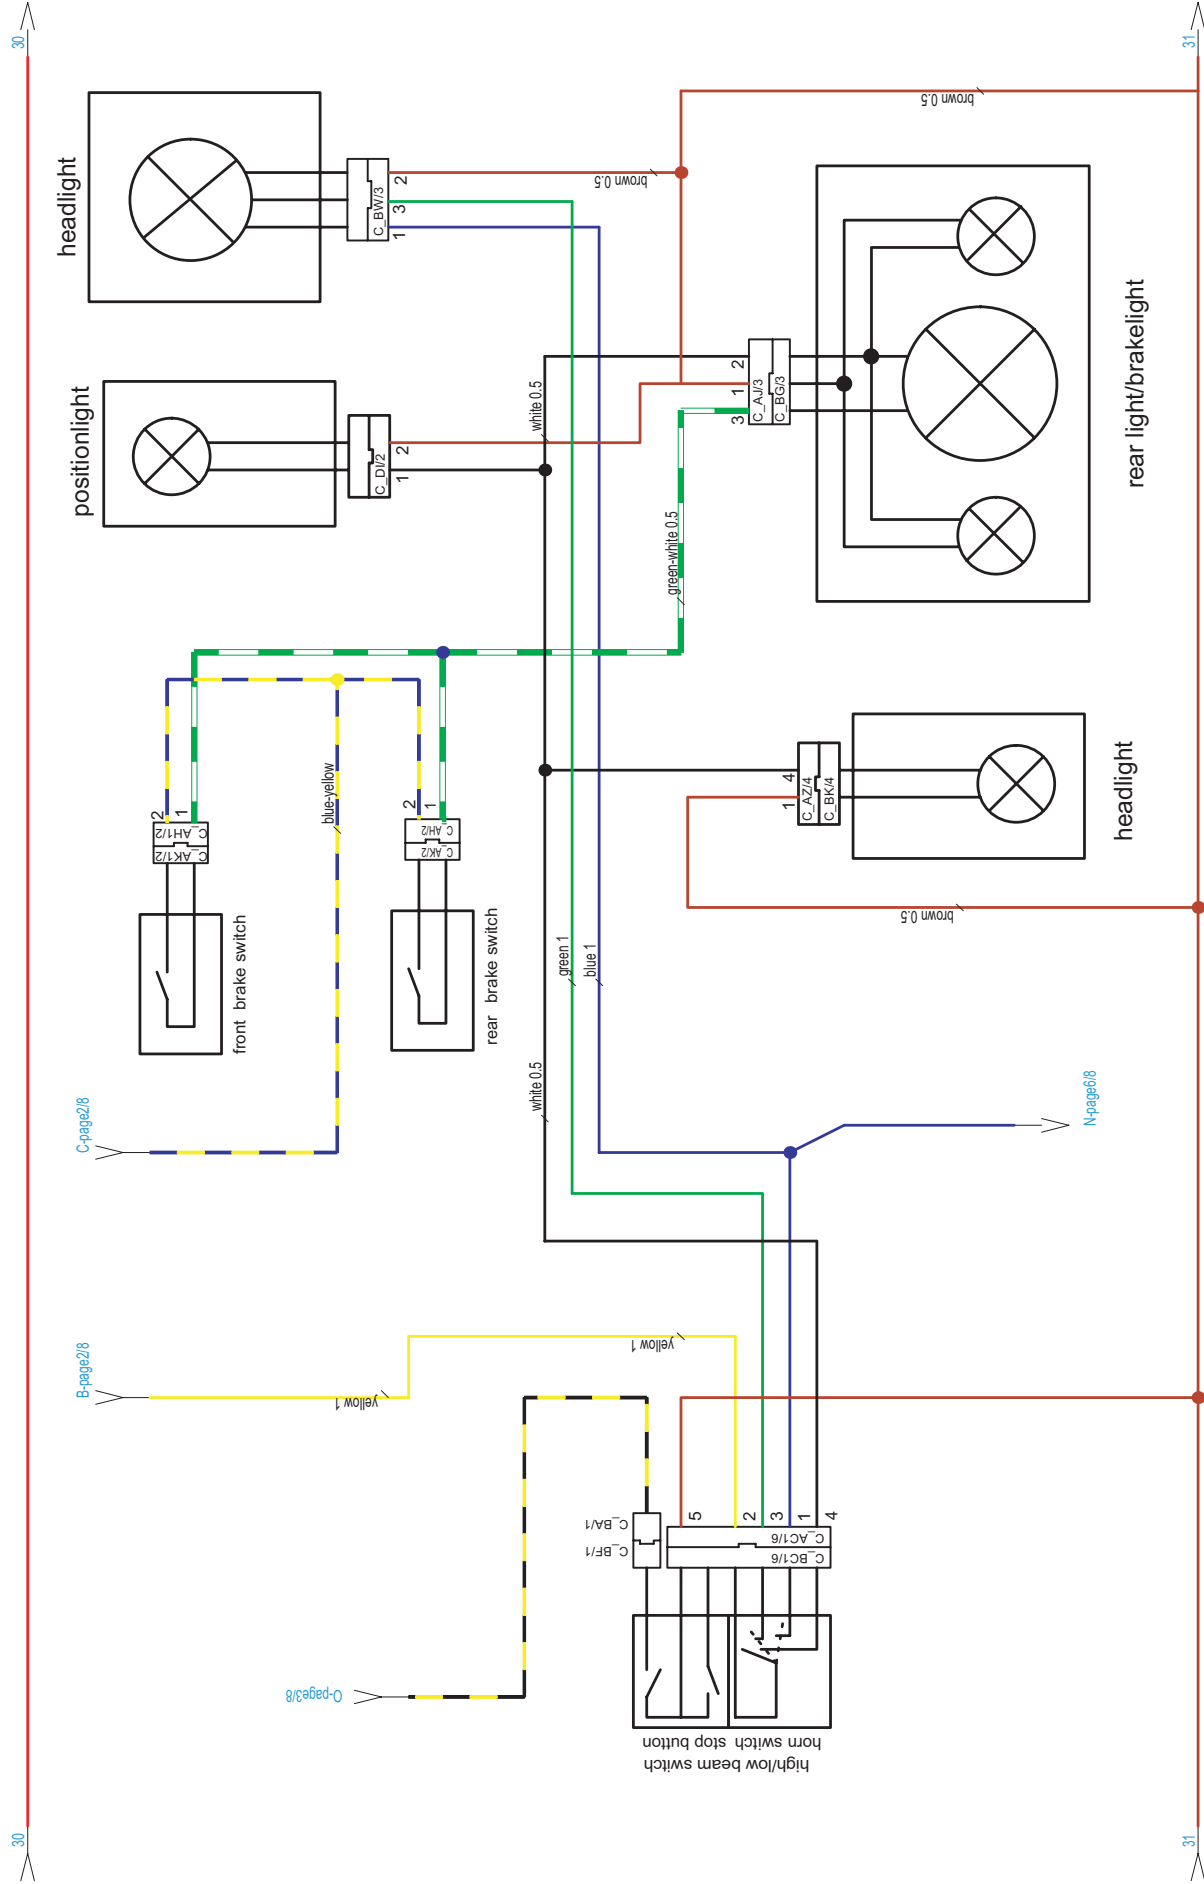 30
31
headlight
brown 0.5
C_BW/3
2
3
1
brown 0.5
positionlight
white 0.5
C_DI/2
2
1
2
1
3
C_AJ/3
C_BG/3
rear light/brakelight
green-white 0.5
blue-yellow
2
1
C_AH1/2
C_AK1/2
2
1
C_AH/2
C_AK/2
4
1
C_AZ/4
C_BK/4
headlight
brown 0.5
front brake switch
rear brake switch
green 1
blue 1
white 0.5
C-page2/8
N-page6/8
B-page2/8
yellow 1
yellow 1
C_BA/1
C_BF/1
5
2
3
1
4
C_AC1/6
C_BC1/6
O-page3/8
horn switch stop button
high/low beam switch
30
31